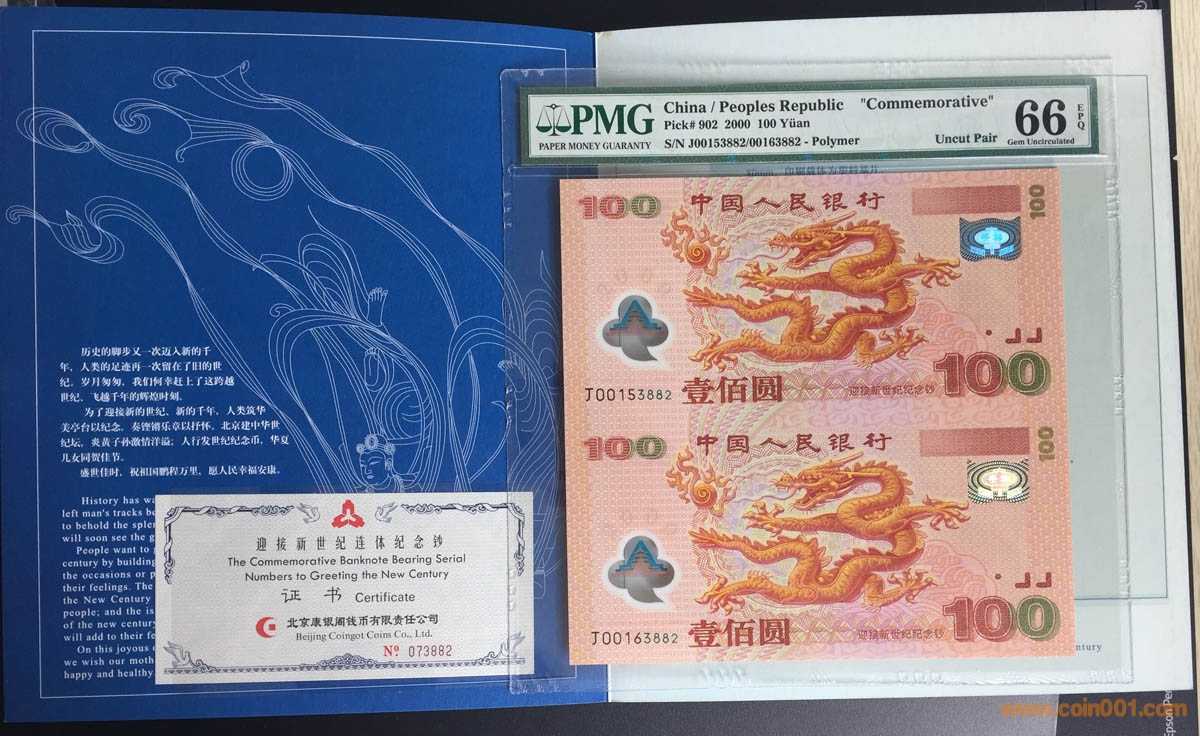 历史的脚步又一次迈入新的千
年，人类的足迹再一次留在了旧的世
纪。岁月匆匆，我们何幸赶上了这跨越
世纪、飞越千年的辉煌时刻。
为了迎接新的世纪、新的千年，人类筑华
美亭台以纪念，奏铿锵乐章以抒怀。北京建中华世
纪坛，炎黄子孙激情洋溢；人行发世纪纪念币，华夏
儿女同贺佳节。
盛世佳时，祝祖国鹏程万里，愿人民幸福安康。
History has
left man's tracks
to behold the
will soon see the
People want to
century by building
the occasions or
their feelings. The
the New Century
people; and the
of the new century
will add to their
On this joyous
we wish our
happy and healthy
迎接新世纪连体纪念钞
The Commemorative Banknote Bearing Serial
Numbers to Greeting the New Century
证 书 Certificate
北京康银阁钱币有限责任公司
Beijing Coingot Coins Co., Ltd.
Nº 073882
PMG
PAPER MONEY GUARANTY
China / Peoples Republic "Commemorative"
Pick# 902 2000 100 Yüan
S/N J00153882/00163882 - Polymer
Uncut Pair
66
EPQ
Gem Uncirculated
100 中国人民银行 100
J00153882 壹佰圆 迎接新世纪纪念钞 100
100 中国人民银行 100
J00163882 壹佰圆 迎接新世纪纪念钞 100
ntury
Epson Per
www.coin001.com